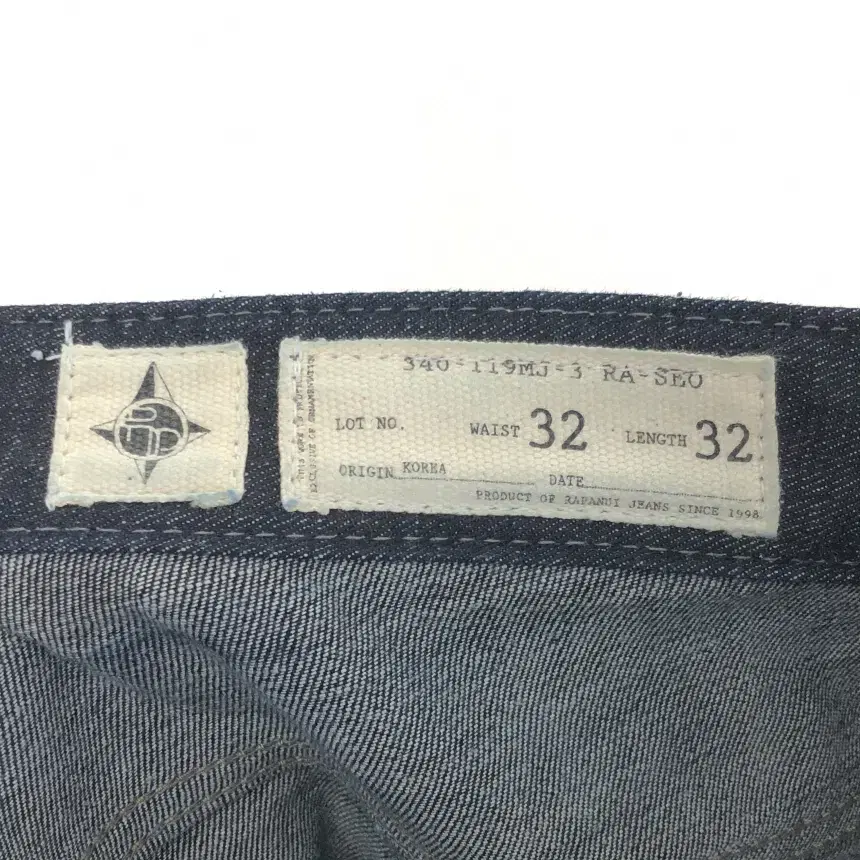 340-119MJ-3 RA-SEO
LOT NO. WAIST 32 LENGTH 32
ORIGIN KOREA DATE
PRODUCT OF RAPANUI JEANS SINCE 1998